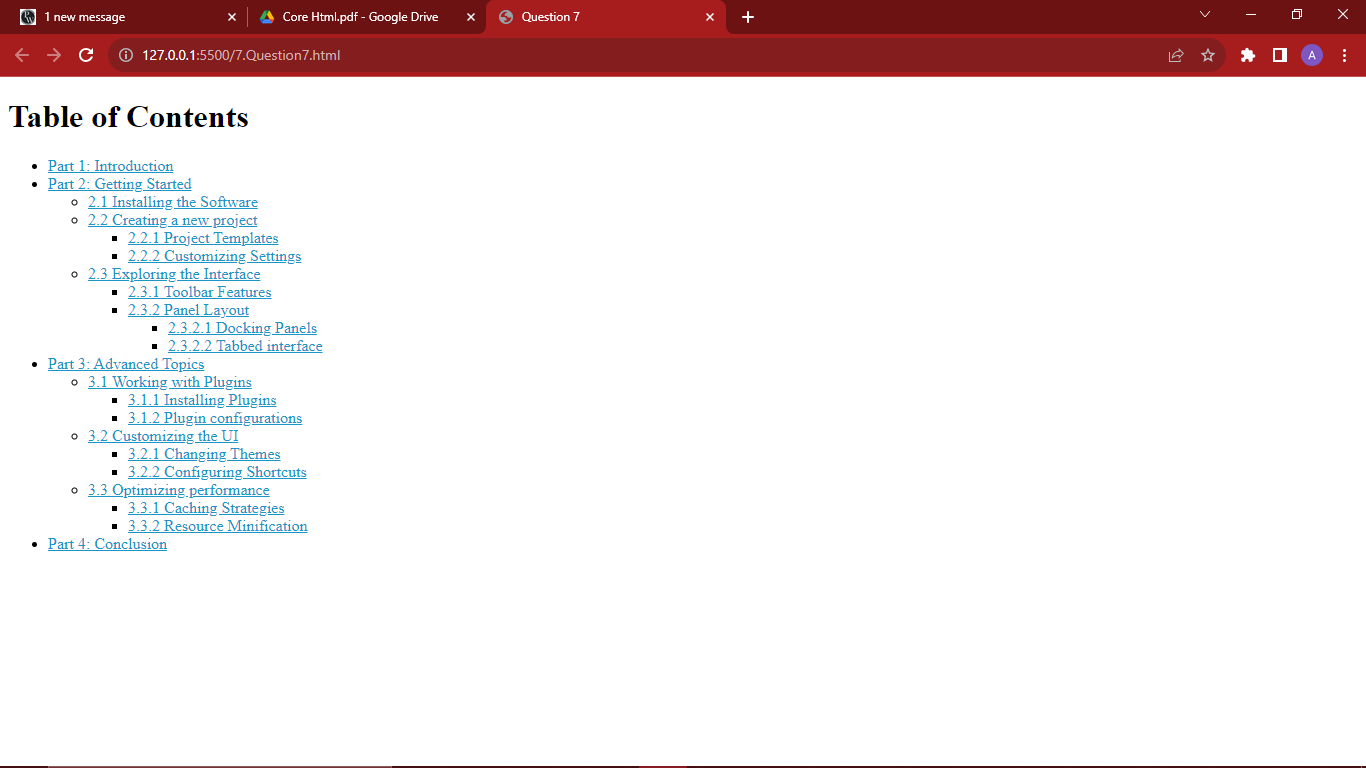 1 new message
Core Html.pdf - Google Drive
Question 7
127.0.0.1:5500/7.Question7.html
A
Table of Contents
Part 1: Introduction
Part 2: Getting Started
2.1 Installing the Software
2.2 Creating a new project
2.2.1 Project Templates
2.2.2 Customizing Settings
2.3 Exploring the Interface
2.3.1 Toolbar Features
2.3.2 Panel Layout
2.3.2.1 Docking Panels
2.3.2.2 Tabbed interface
Part 3: Advanced Topics
3.1 Working with Plugins
3.1.1 Installing Plugins
3.1.2 Plugin configurations
3.2 Customizing the UI
3.2.1 Changing Themes
3.2.2 Configuring Shortcuts
3.3 Optimizing performance
3.3.1 Caching Strategies
3.3.2 Resource Minification
Part 4: Conclusion